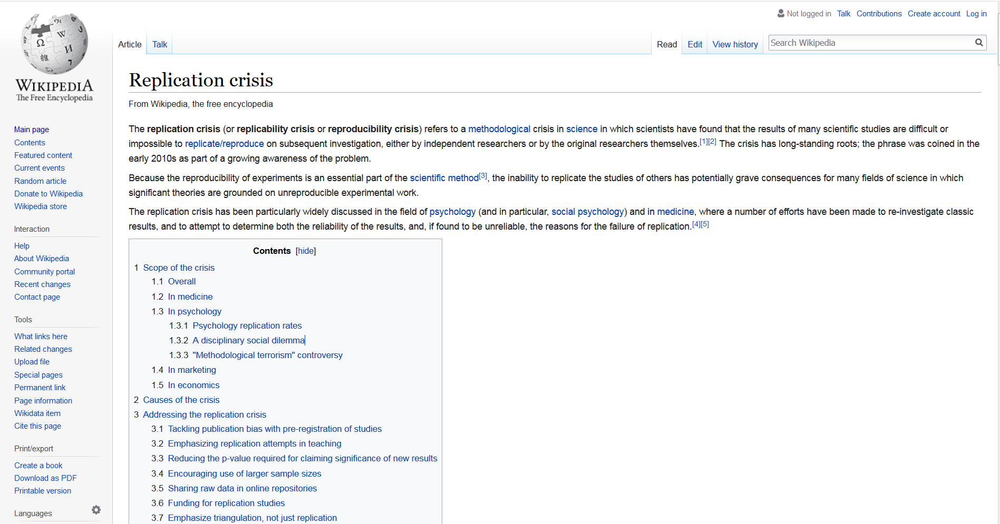 WIKIPEDIA
The Free Encyclopedia
Main page
Contents
Featured content
Current events
Random article
Donate to Wikipedia
Wikipedia store
Interaction
Help
About Wikipedia
Community portal
Recent changes
Contact page
Tools
What links here
Related changes
Upload file
Special pages
Permanent link
Page information
Wikidata item
Cite this page
Print/export
Create a book
Download as PDF
Printable version
Languages
Not logged in Talk Contributions Create account Log in
Article Talk Read Edit View history Search Wikipedia
Replication crisis
From Wikipedia, the free encyclopedia
The replication crisis (or replicability crisis or reproducibility crisis) refers to a methodological crisis in science in which scientists have found that the results of many scientific studies are difficult or
impossible to replicate/reproduce on subsequent investigation, either by independent researchers or by the original researchers themselves.[1][2] The crisis has long-standing roots; the phrase was coined in the
early 2010s as part of a growing awareness of the problem.
Because the reproducibility of experiments is an essential part of the scientific method[3], the inability to replicate the studies of others has potentially grave consequences for many fields of science in which
significant theories are grounded on unreproducible experimental work.
The replication crisis has been particularly widely discussed in the field of psychology (and in particular, social psychology) and in medicine, where a number of efforts have been made to re-investigate classic
results, and to attempt to determine both the reliability of the results, and, if found to be unreliable, the reasons for the failure of replication.[4][5]
Contents [hide]
1 Scope of the crisis
1.1 Overall
1.2 In medicine
1.3 In psychology
1.3.1 Psychology replication rates
1.3.2 A disciplinary social dilemma
1.3.3 "Methodological terrorism" controversy
1.4 In marketing
1.5 In economics
2 Causes of the crisis
3 Addressing the replication crisis
3.1 Tackling publication bias with pre-registration of studies
3.2 Emphasizing replication attempts in teaching
3.3 Reducing the p-value required for claiming significance of new results
3.4 Encouraging use of larger sample sizes
3.5 Sharing raw data in online repositories
3.6 Funding for replication studies
3.7 Emphasize triangulation, not just replication